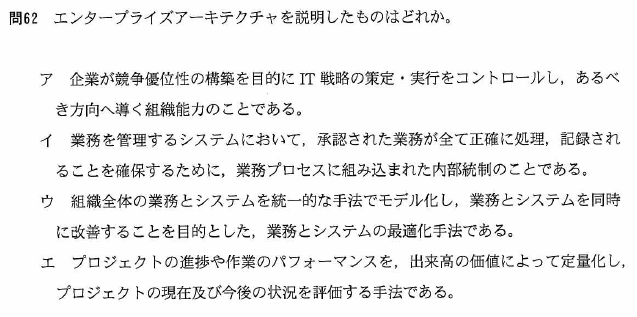 問62 エンタープライズアーキテクチャを説明したものはどれか。
ア 企業が競争優位性の構築を目的に IT 戦略の策定・実行をコントロールし，あるべ
き方向へ導く組織能力のことである。
イ 業務を管理するシステムにおいて，承認された業務が全て正確に処理，記録され
ることを確保するために，業務プロセスに組み込まれた内部統制のことである。
ウ 組織全体の業務とシステムを統一的な手法でモデル化し，業務とシステムを同時
に改善することを目的とした，業務とシステムの最適化手法である。
エ プロジェクトの進捗や作業のパフォーマンスを，出来高の価値によって定量化し，
プロジェクトの現在及び今後の状況を評価する手法である。